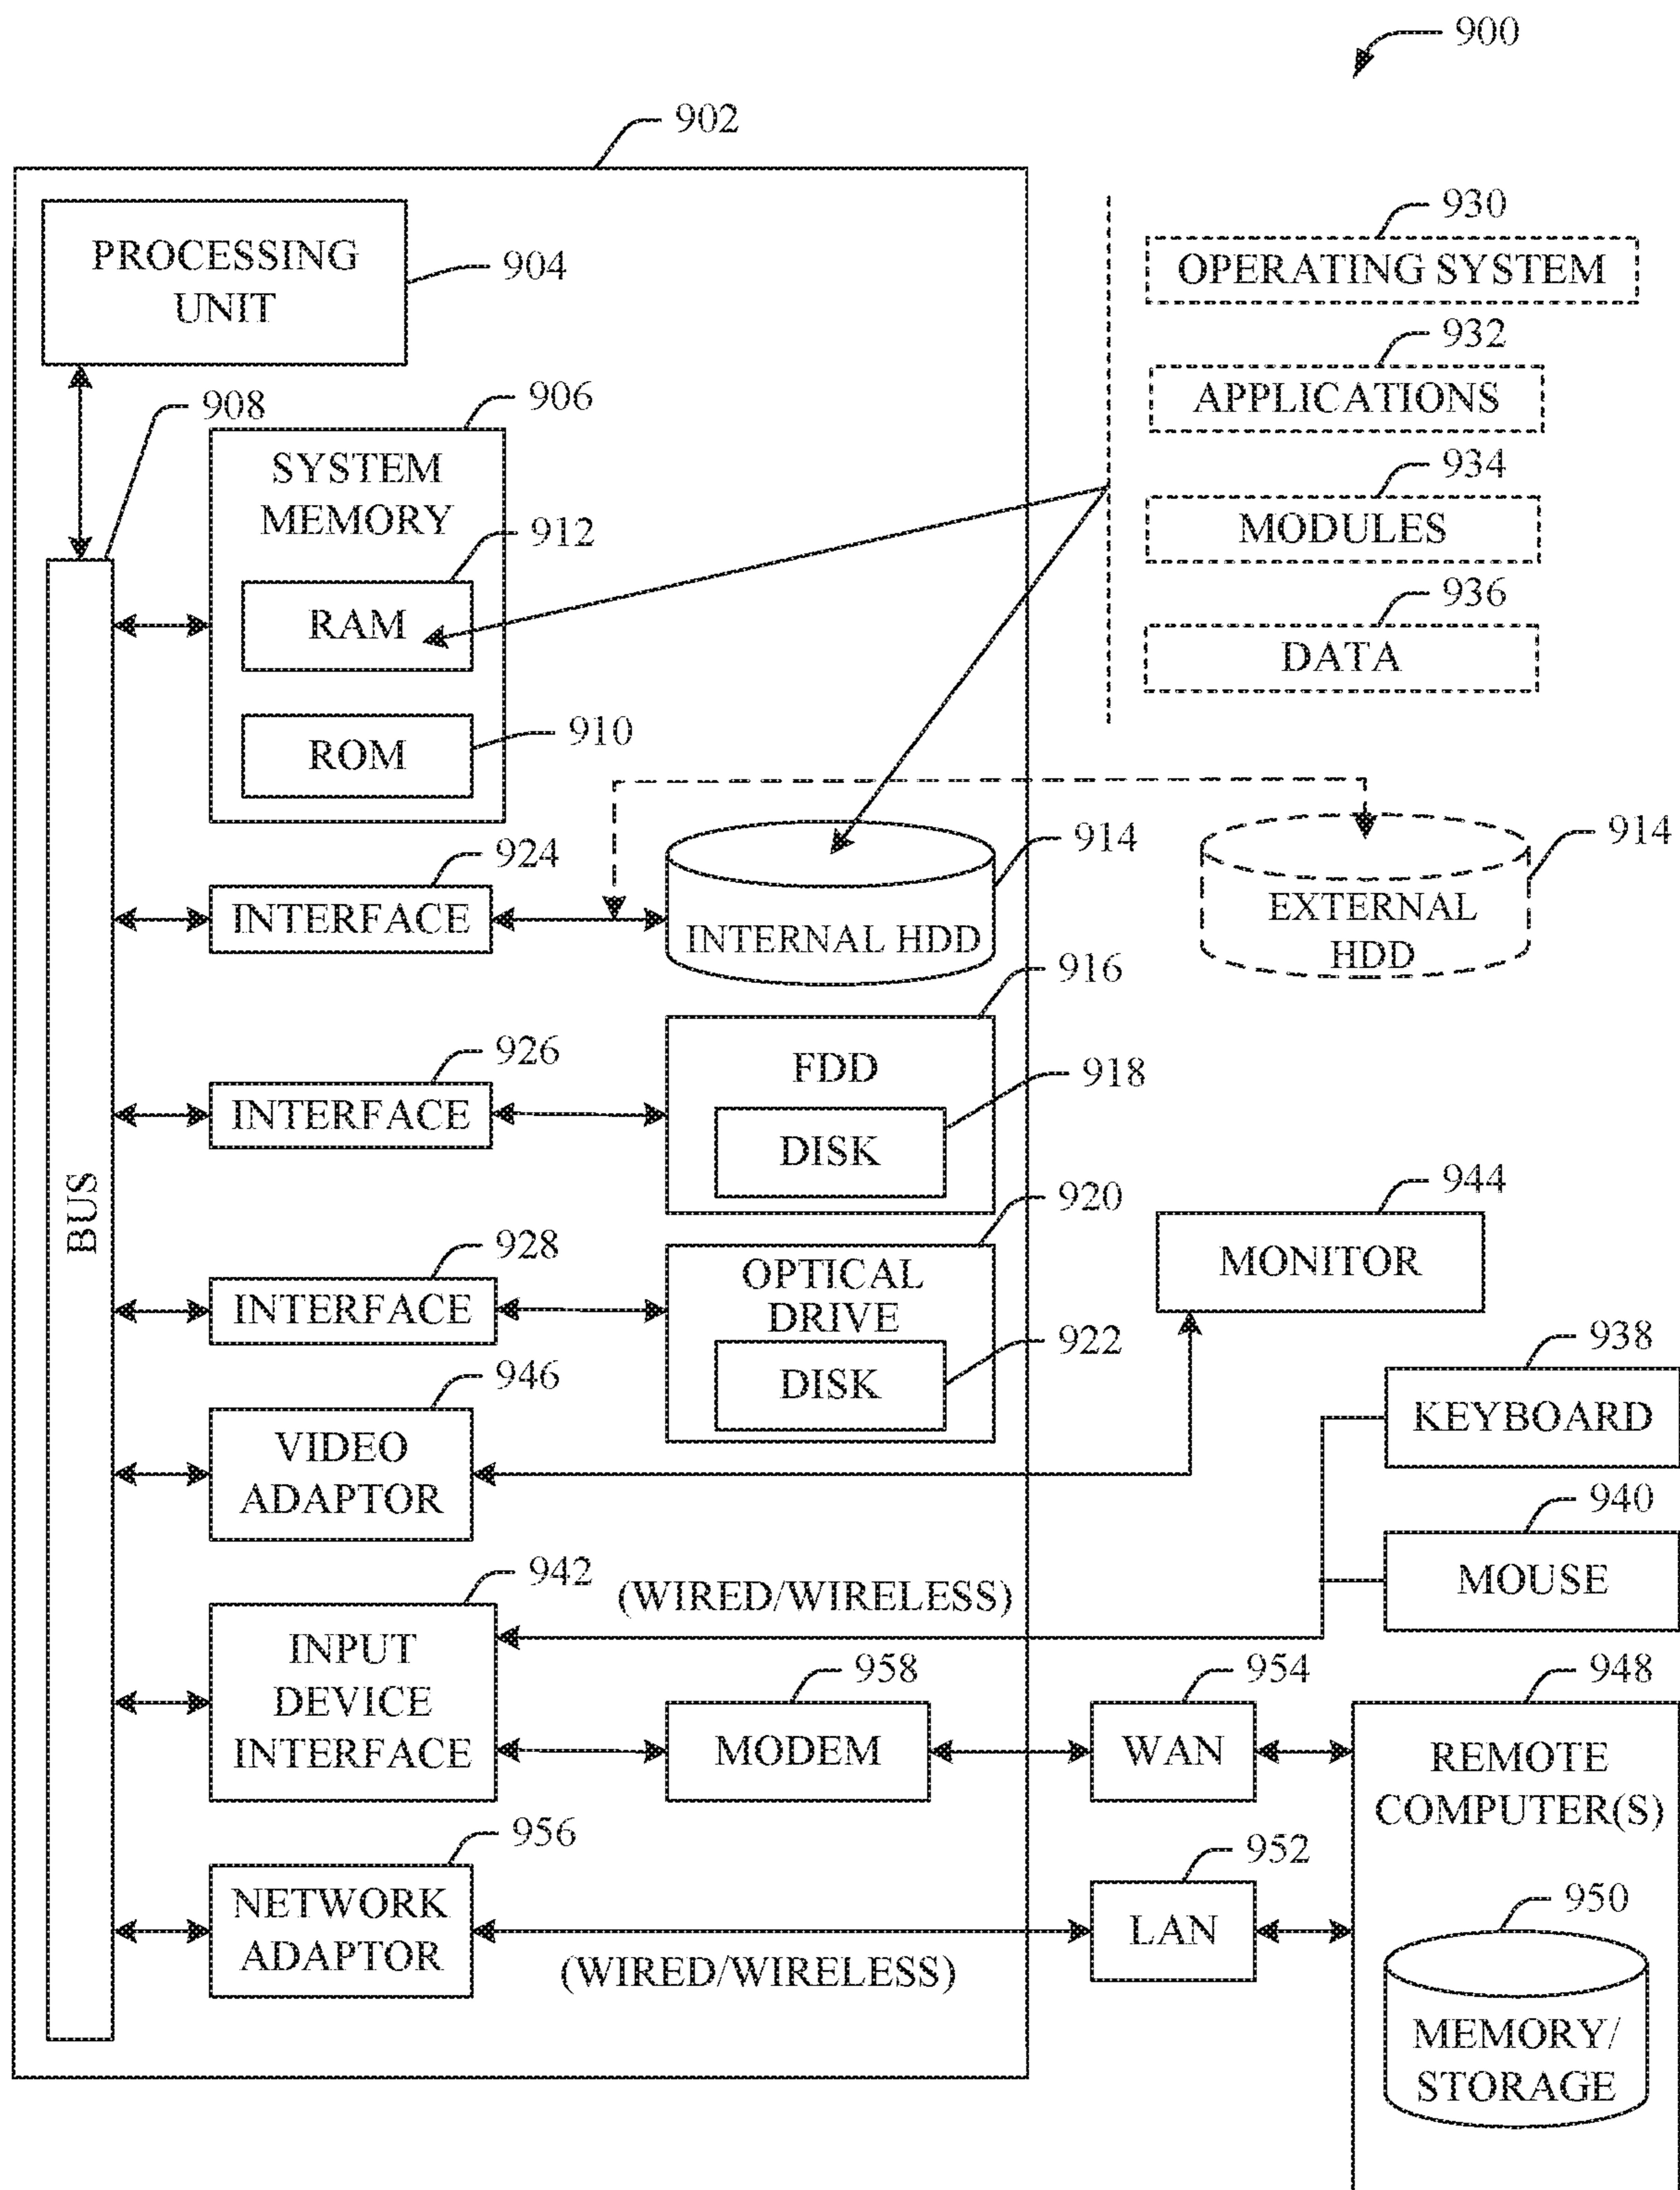 900
902
PROCESSING
UNIT
904
930
OPERATING SYSTEM
932
APPLICATIONS
934
MODULES
936
DATA
908
906
SYSTEM
MEMORY
912
RAM
910
ROM
924
INTERFACE
914
INTERNAL HDD
914
EXTERNAL
HDD
916
FDD
918
DISK
926
INTERFACE
BUS
920
OPTICAL
DRIVE
922
DISK
928
INTERFACE
944
MONITOR
946
VIDEO
ADAPTOR
938
KEYBOARD
940
MOUSE
942
INPUT
DEVICE
INTERFACE
(WIRED/WIRELESS)
958
MODEM
954
WAN
948
REMOTE
COMPUTER(S)
956
NETWORK
ADAPTOR
(WIRED/WIRELESS)
952
LAN
950
MEMORY/
STORAGE